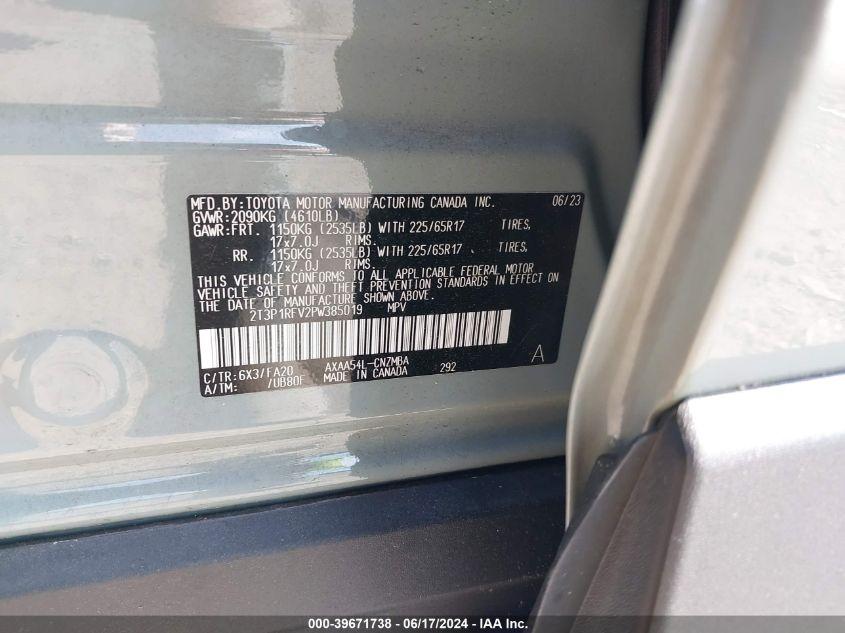 MFD.BY:TOYOTA MOTOR MANUFACTURING CANADA INC. 06/23
GVWR:2090KG (4610LB)
GAWR:FRT. 1150KG (2535LB) WITH 225/65R17 TIRES,
17x7.0J RIMS.
RR. 1150KG (2535LB) WITH 225/65R17 TIRES,
17x7.0J RIMS.
THIS VEHICLE CONFORMS TO ALL APPLICABLE FEDERAL MOTOR
VEHICLE SAFETY AND THEFT PREVENTION STANDARDS IN EFFECT ON
THE DATE OF MANUFACTURE SHOWN ABOVE.
2T3P1RFV2PW385019 MPV
C/TR:6X3/FA20 AXAA54L-CNZMBA 292 A
A/TM: /UB80F MADE IN CANADA
000-39671738 - 06/17/2024 - IAA Inc.